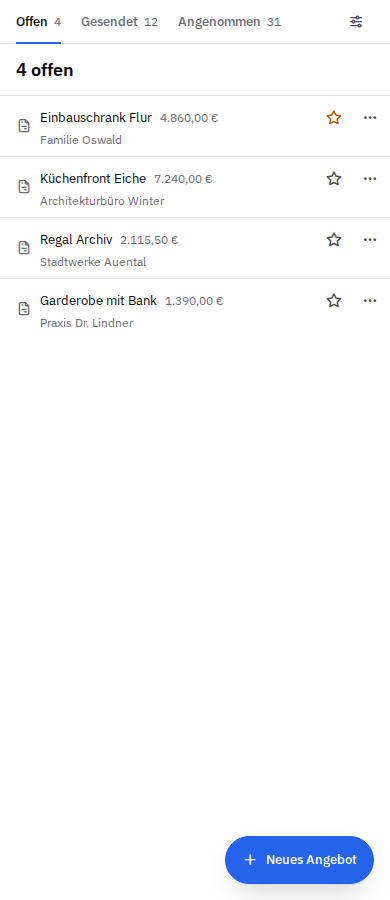 Offen 4 Gesendet 12 Angenommen 31
4 offen
Einbauschrank Flur 4.860,00 €
Familie Oswald
Küchenfront Eiche 7.240,00 €
Architekturbüro Winter
Regal Archiv 2.115,50 €
Stadtwerke Auental
Garderobe mit Bank 1.390,00 €
Praxis Dr. Lindner
Neues Angebot